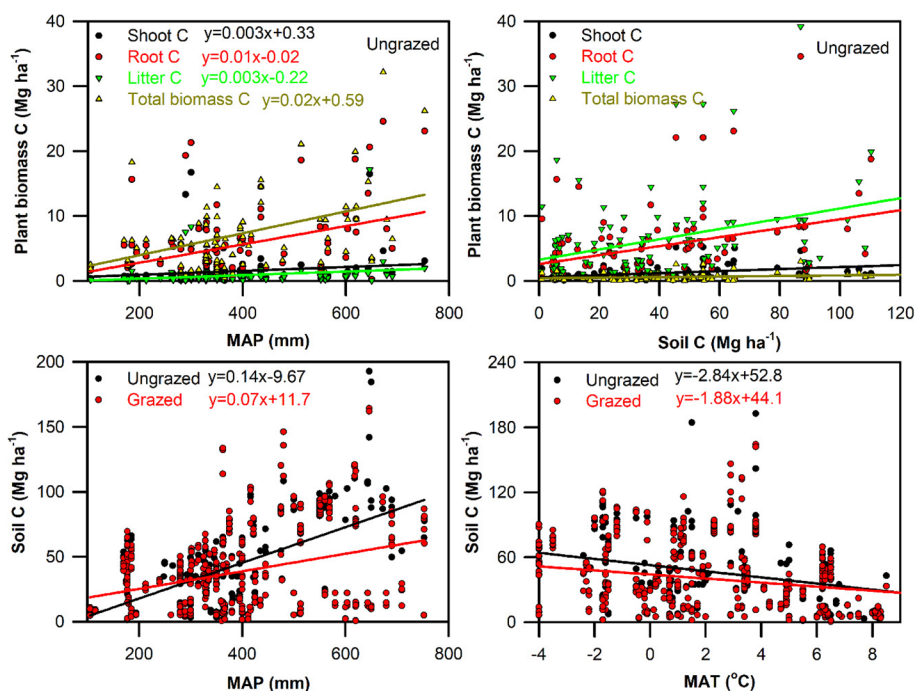 40
30
20
10
0
Plant biomass C (Mg ha⁻¹)
Shoot C y=0.003x+0.33
Ungrazed
Root C y=0.01x-0.02
Litter C y=0.003x-0.22
Total biomass C y=0.02x+0.59
200 400 600 800
MAP (mm)
40
30
20
10
0
Plant biomass C (Mg ha⁻¹)
Shoot C
Ungrazed
Root C
Litter C
Total biomass C
0 20 40 60 80 100 120
Soil C (Mg ha⁻¹)
200
150
100
50
0
Soil C (Mg ha⁻¹)
Ungrazed y=0.14x-9.67
Grazed y=0.07x+11.7
200 400 600 800
MAP (mm)
240
180
120
60
0
Soil C (Mg ha⁻¹)
Ungrazed y=-2.84x+52.8
Grazed y=-1.88x+44.1
-4 -2 0 2 4 6 8
MAT (°C)